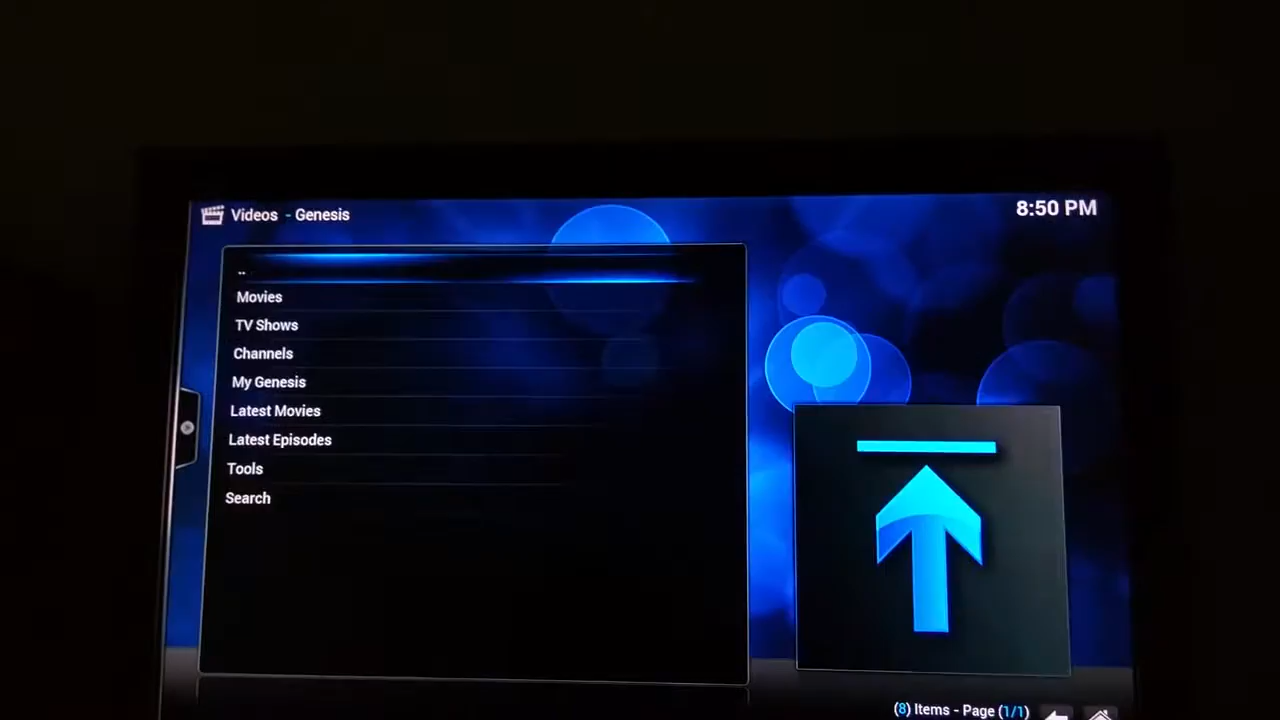 Videos - Genesis
8:50 PM
..
Movies
TV Shows
Channels
My Genesis
Latest Movies
Latest Episodes
Tools
Search
(8) Items - Page (1/1)